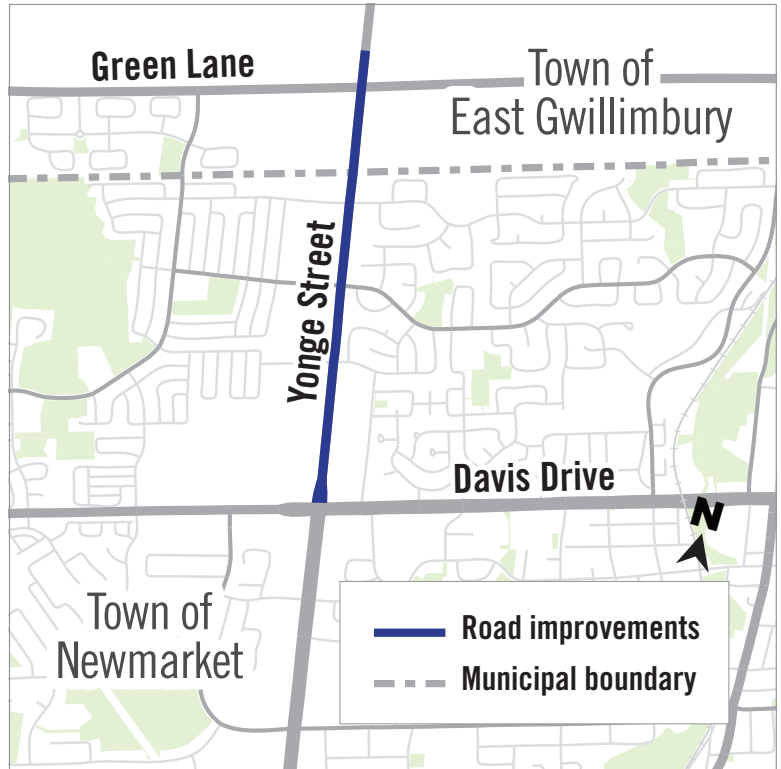 Green Lane
Town of
East Gwillimbury
Yonge Street
Davis Drive
N
Town of
Newmarket
Road improvements
Municipal boundary